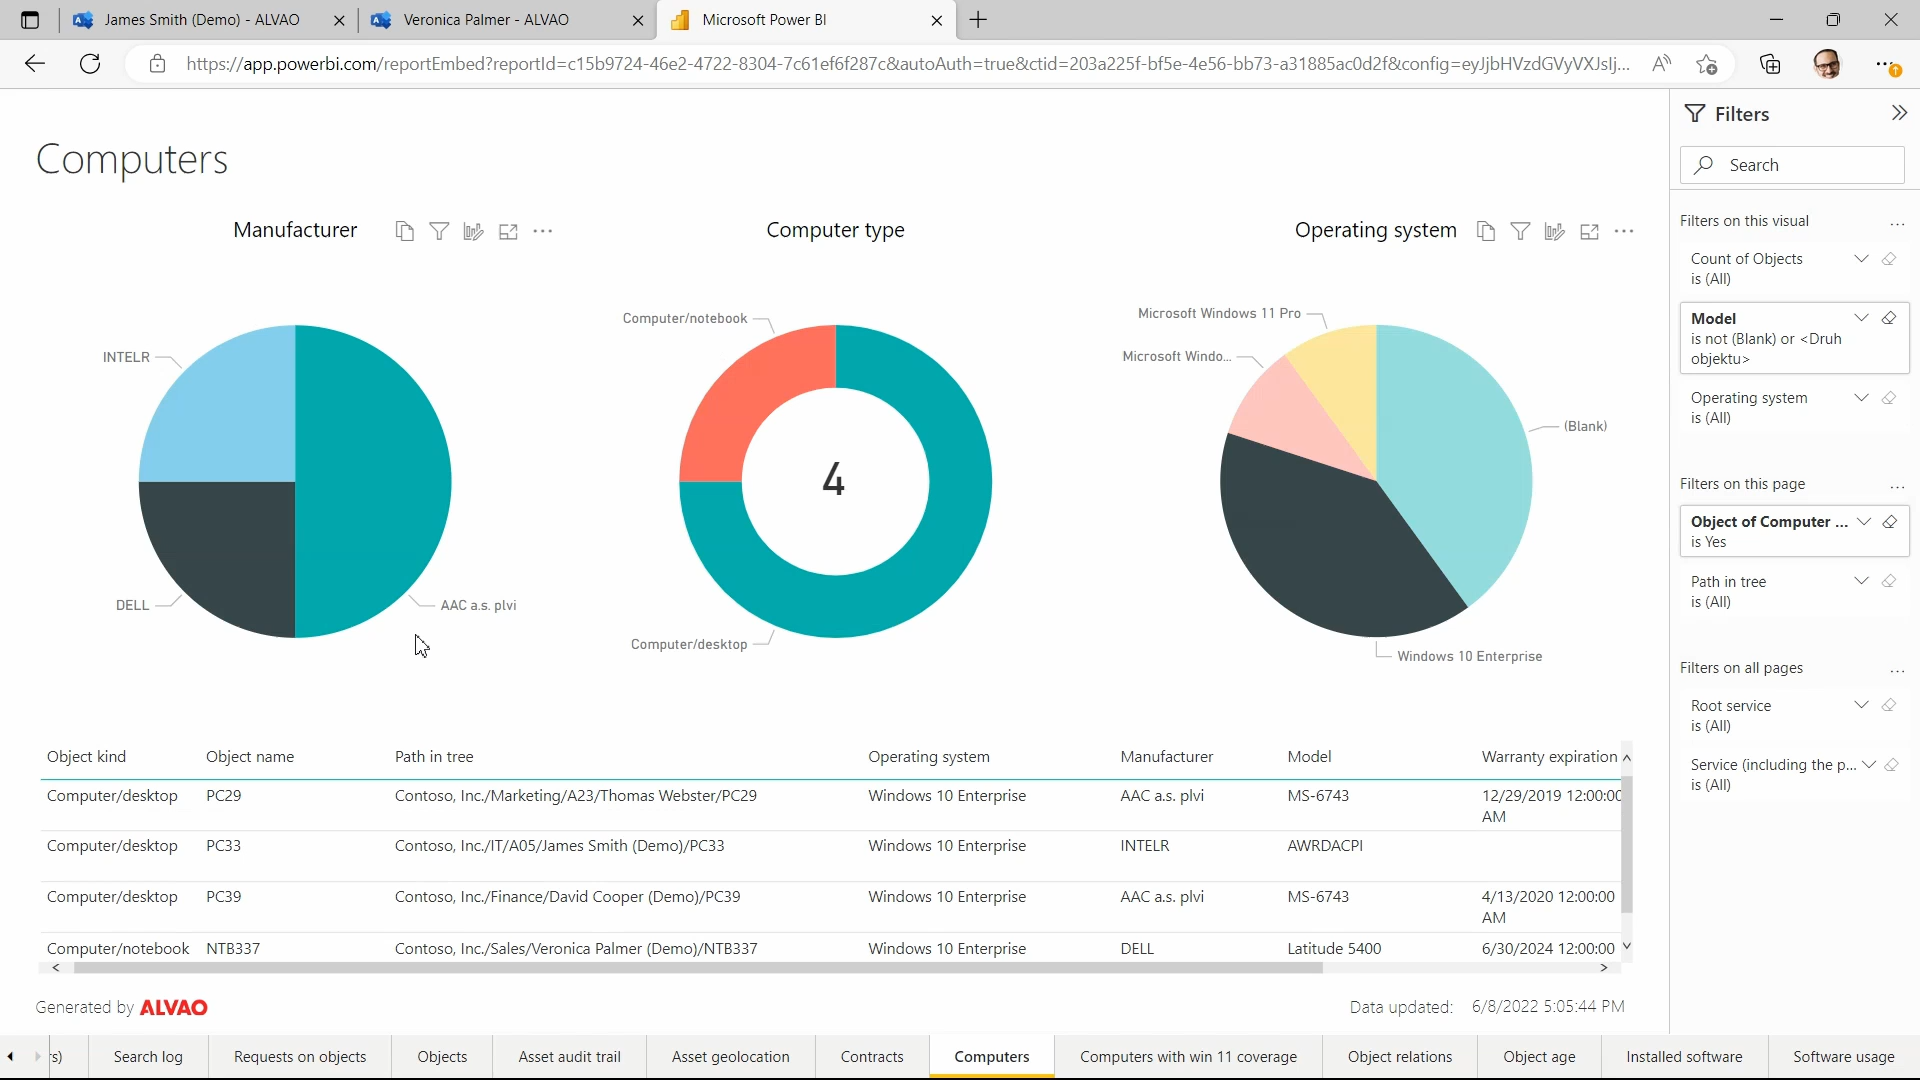 James Smith (Demo) - ALVAO
Veronica Palmer - ALVAO
Microsoft Power BI
https://app.powerbi.com/reportEmbed?reportId=c15b9724-46e2-4722-8304-7c61ef6f287c&autoAuth=true&ctid=203a225f-bf5e-4e56-bb73-a31885ac0d2f&config=eyJjbHVzdGVyVXJsIj...
Computers
Manufacturer
Computer type
Operating system
INTELR
DELL
AAC a.s. plvi
Computer/notebook
4
Computer/desktop
Microsoft Windows 11 Pro
Microsoft Windo...
(Blank)
Windows 10 Enterprise
Object kind Object name Path in tree Operating system Manufacturer Model Warranty expiration
Computer/desktop PC29 Contoso, Inc./Marketing/A23/Thomas Webster/PC29 Windows 10 Enterprise AAC a.s. plvi MS-6743 12/29/2019 12:00:00
AM
Computer/desktop PC33 Contoso, Inc./IT/A05/James Smith (Demo)/PC33 Windows 10 Enterprise INTELR AWRDACPI
Computer/desktop PC39 Contoso, Inc./Finance/David Cooper (Demo)/PC39 Windows 10 Enterprise AAC a.s. plvi MS-6743 4/13/2020 12:00:00
AM
Computer/notebook NTB337 Contoso, Inc./Sales/Veronica Palmer (Demo)/NTB337 Windows 10 Enterprise DELL Latitude 5400 6/30/2024 12:00:00
Generated by ALVAO
Data updated: 6/8/2022 5:05:44 PM
Filters
Search
Filters on this visual
Count of Objects
is (All)
Model
is not (Blank) or <Druh
objektu>
Operating system
is (All)
Filters on this page
Object of Computer ...
is Yes
Path in tree
is (All)
Filters on all pages
Root service
is (All)
Service (including the p...
is (All)
s)
Search log
Requests on objects
Objects
Asset audit trail
Asset geolocation
Contracts
Computers
Computers with win 11 coverage
Object relations
Object age
Installed software
Software usage